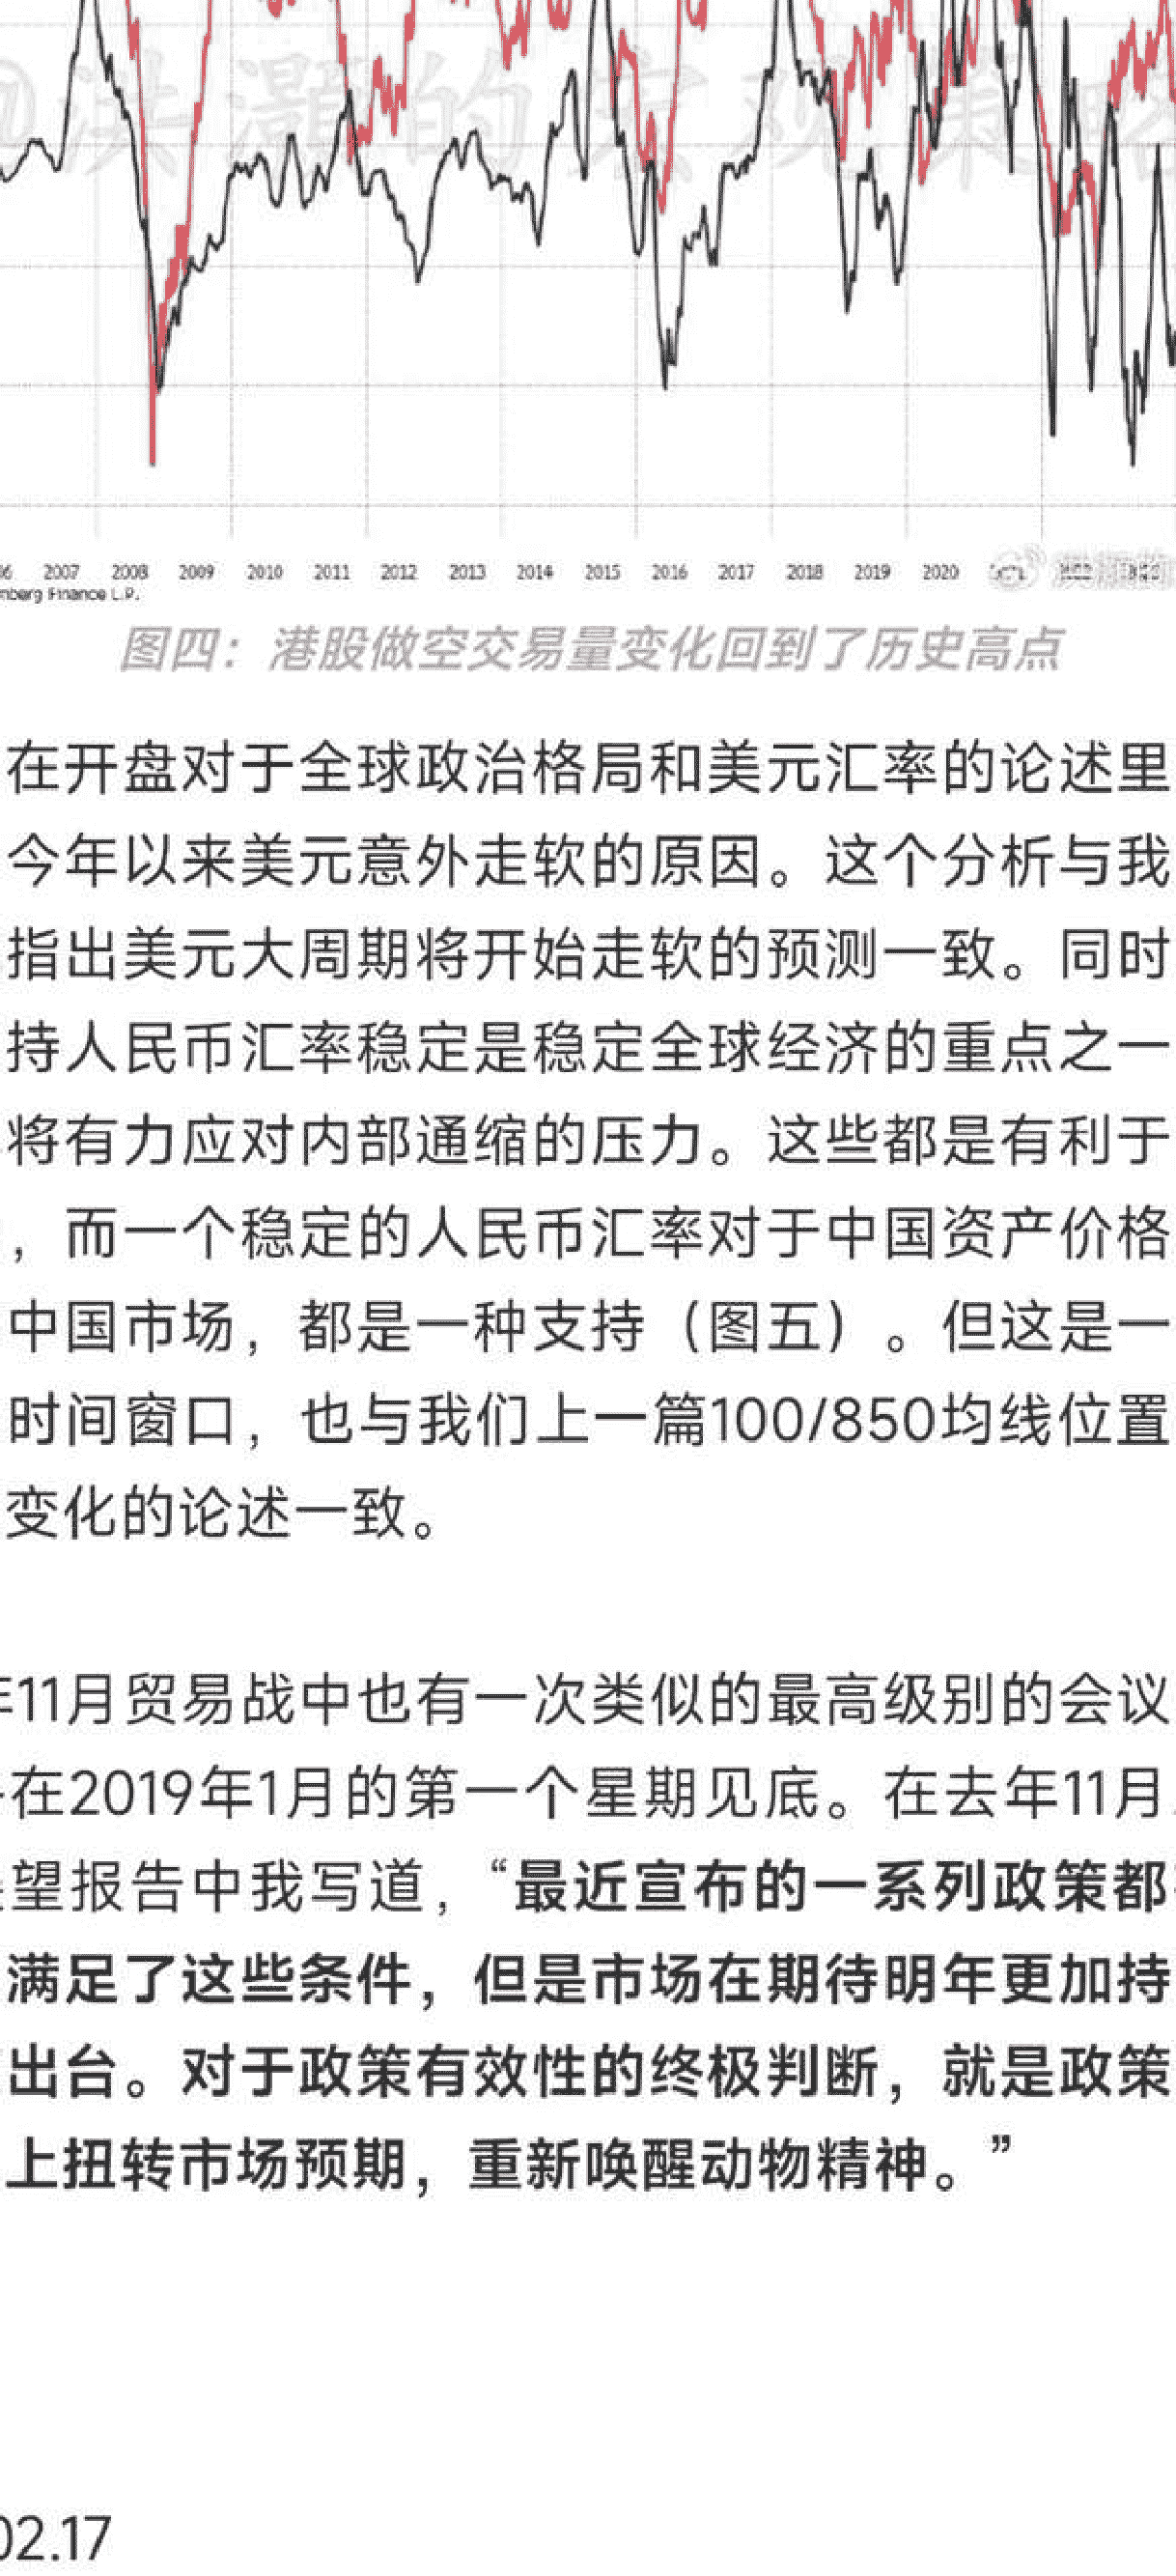 @洪灝的宏观策略
2007 2008 2009 2010 2011 2012 2013 2014 2015 2016 2017 2018 2019 2020
Finance L.P.
图四：港股做空交易量变化回到了历史高点
在开盘对于全球政治格局和美元汇率的论述里
今年以来美元意外走软的原因。这个分析与我
指出美元大周期将开始走软的预测一致。同时
持人民币汇率稳定是稳定全球经济的重点之一
将有力应对内部通缩的压力。这些都是有利于
，而一个稳定的人民币汇率对于中国资产价格
中国市场，都是一种支持（图五）。但这是一
时间窗口，也与我们上一篇100/850均线位置
变化的论述一致。
年11月贸易战中也有一次类似的最高级别的会议
在2019年1月的第一个星期见底。在去年11月
望报告中我写道，“最近宣布的一系列政策都
满足了这些条件，但是市场在期待明年更加持
出台。对于政策有效性的终极判断，就是政策
上扭转市场预期，重新唤醒动物精神。”
02.17